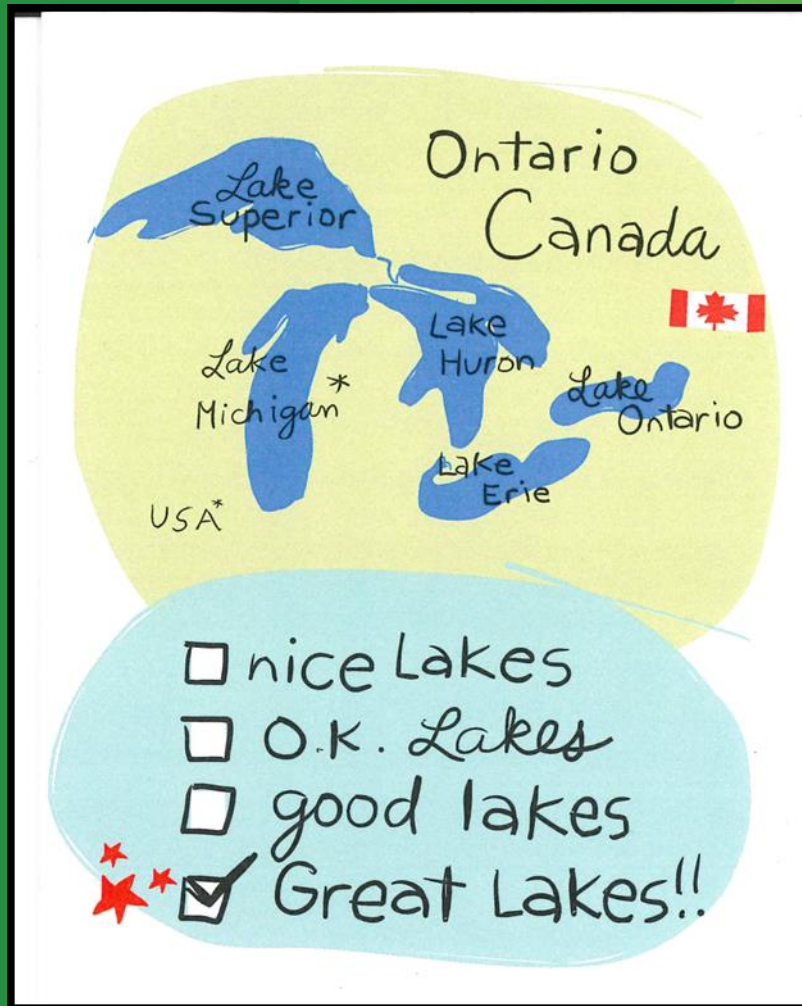 Ontario
Canada
Lake
Superior
Lake
Huron
Lake
Michigan*
Lake
Ontario
Lake
Erie
USA*
nice Lakes
O.K. Lakes
good lakes
Great Lakes!!